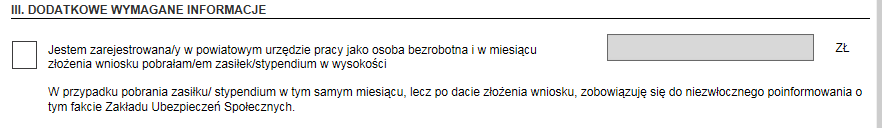 III. DODATKOWE WYMAGANE INFORMACJE
Jestem zarejestrowana/y w powiatowym urzędzie pracy jako osoba bezrobotna i w miesiącu
złożenia wniosku pobrałam/em zasiłek/stypendium w wysokości
ZŁ
W przypadku pobrania zasiłku/ stypendium w tym samym miesiącu, lecz po dacie złożenia wniosku, zobowiązuję się do niezwłocznego poinformowania o
tym fakcie Zakładu Ubezpieczeń Społecznych.